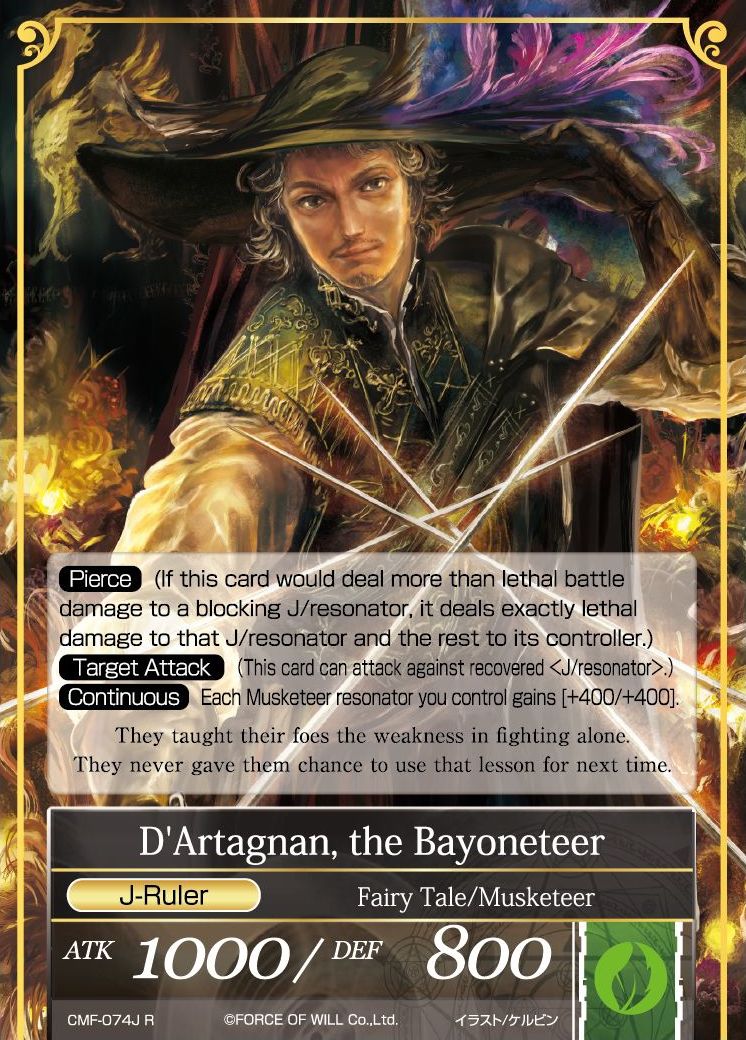 Pierce (If this card would deal more than lethal battle
damage to a blocking J/resonator, it deals exactly lethal
damage to that J/resonator and the rest to its controller.)
Target Attack (This card can attack against recovered <J/resonator>.)
Continuous Each Musketeer resonator you control gains [+400/+400].
They taught their foes the weakness in fighting alone.
They never gave them chance to use that lesson for next time.
D'Artagnan, the Bayoneteer
J-Ruler Fairy Tale/Musketeer
ATK 1000/ DEF 800
CMF-074J R ©FORCE OF WILL Co.,Ltd. イラスト/ケルビン